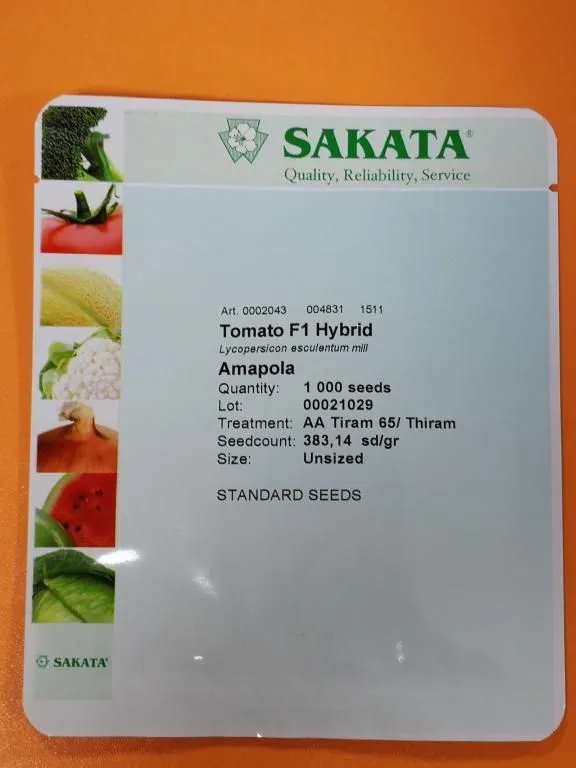 SAKATA®
Quality, Reliability, Service
Art. 0002043 004831 1511
Tomato F1 Hybrid
Lycopersicon esculentum mill
Amapola
Quantity: 1 000 seeds
Lot: 00021029
Treatment: AA Tiram 65/ Thiram
Seedcount: 383,14 sd/gr
Size: Unsized
STANDARD SEEDS
SAKATA®